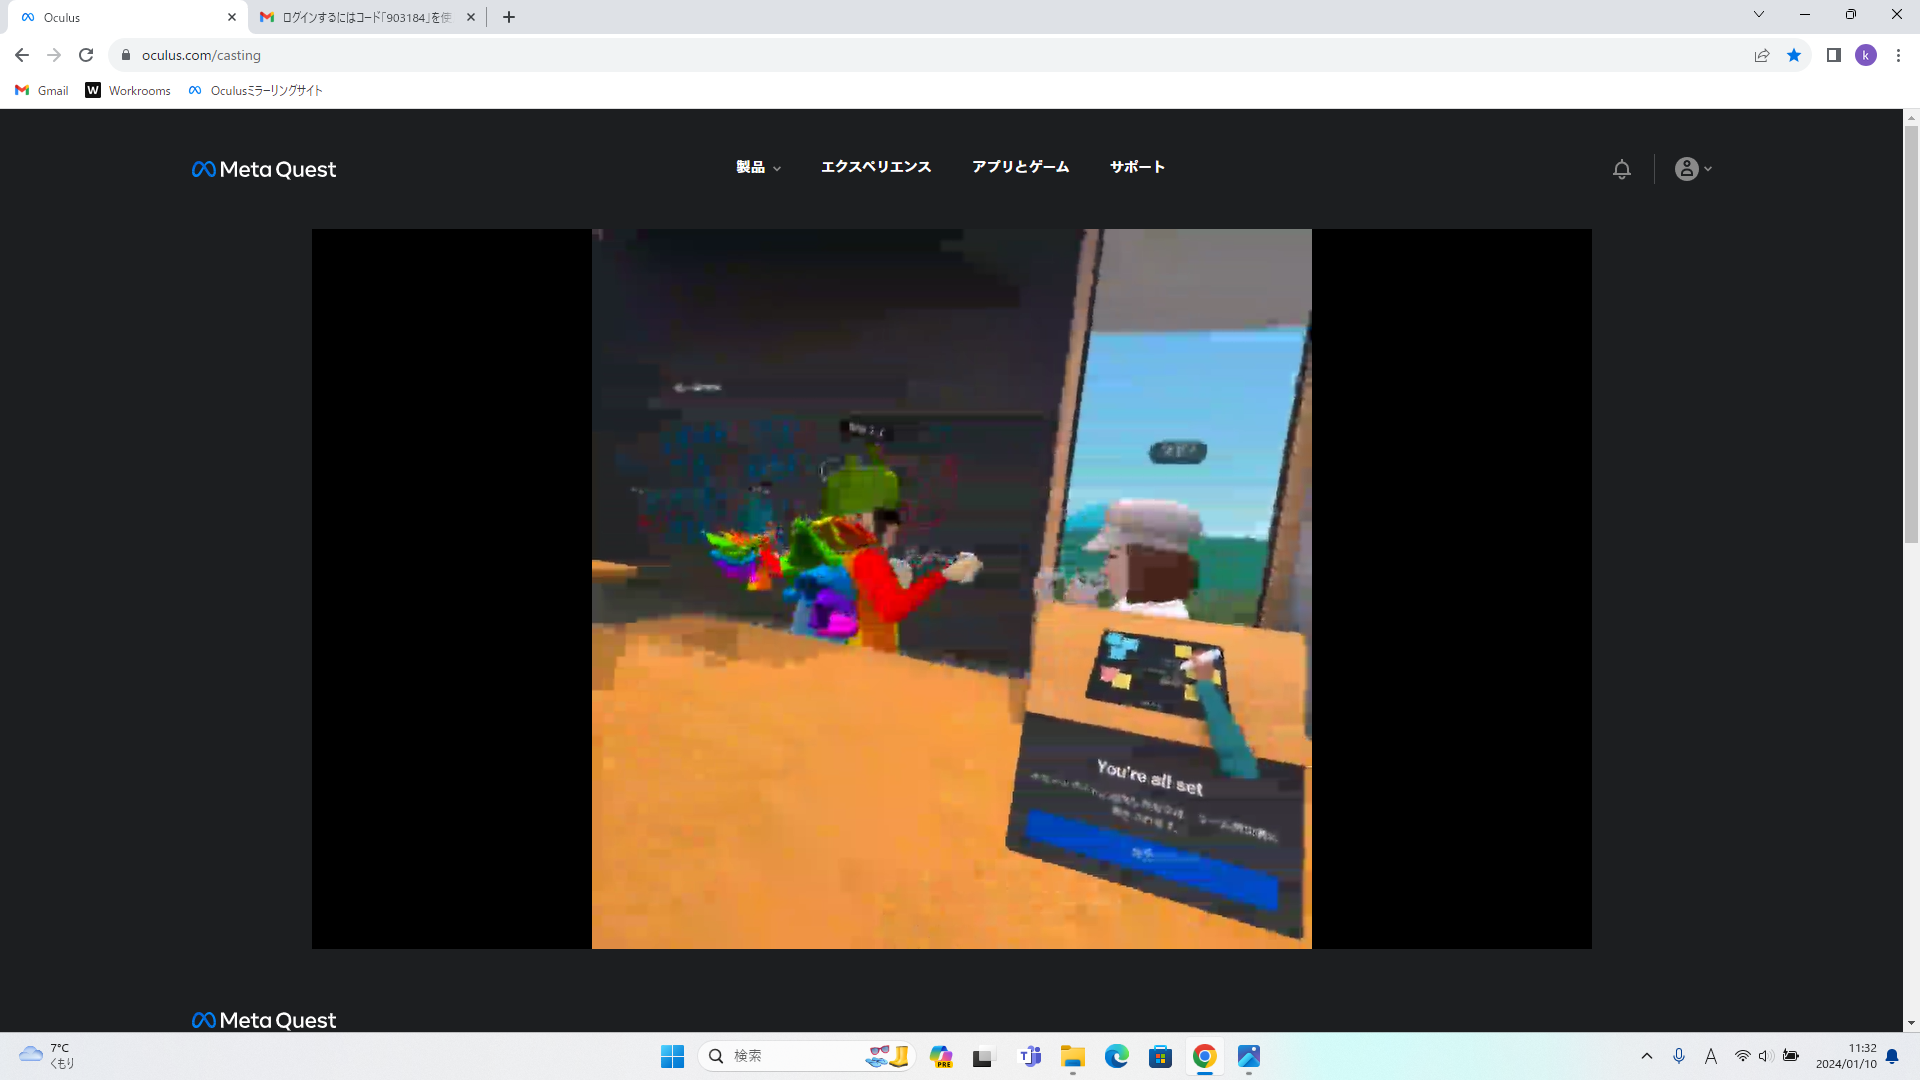 Oculus
ログインするにはコード「903184」を使
oculus.com/casting
k
Gmail
W Workrooms
Oculusミラーリングサイト
Meta Quest
製品
エクスペリエンス
アプリとゲーム
サポート
You're all set
Meta Quest
7°C
くもり
検索
PRE
A
11:32
2024/01/10